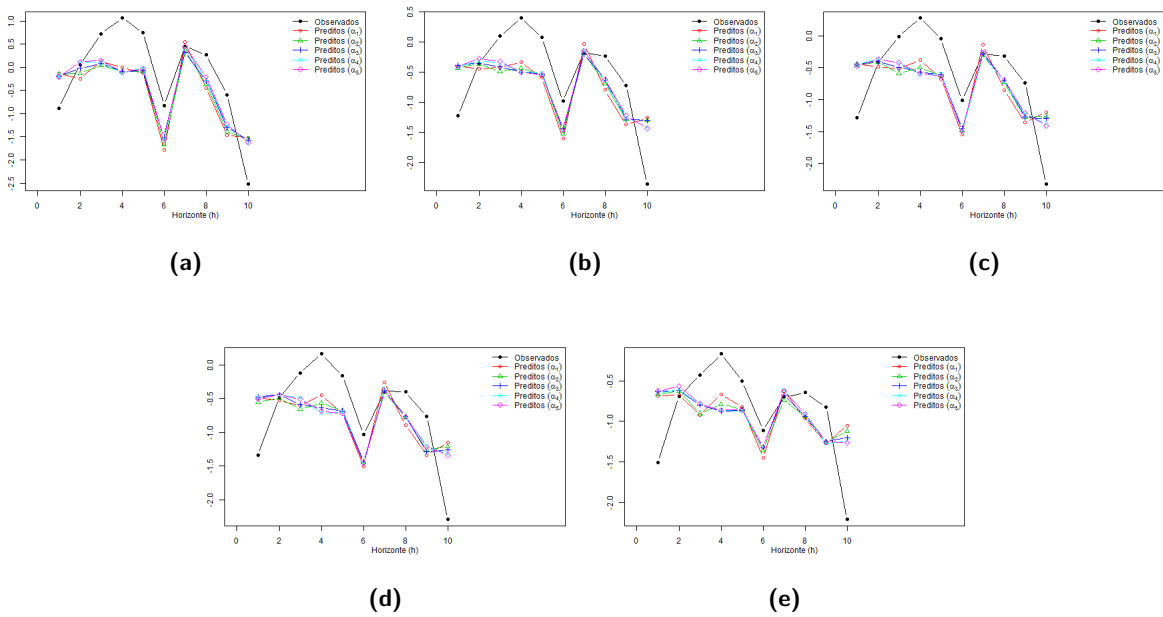 1.0
0.5
0.0
-0.5
-1.0
-1.5
-2.0
-2.5
0 2 4 6 8 10
Horizonte (h)
Observados
Preditos (α₁)
Preditos (α₂)
Preditos (α₃)
Preditos (α₄)
Preditos (α₅)
(a)
0.5
0.0
-0.5
-1.0
-1.5
-2.0
0 2 4 6 8 10
Horizonte (h)
Observados
Preditos (α₁)
Preditos (α₂)
Preditos (α₃)
Preditos (α₄)
Preditos (α₅)
(b)
0.0
-0.5
-1.0
-1.5
-2.0
0 2 4 6 8 10
Horizonte (h)
Observados
Preditos (α₁)
Preditos (α₂)
Preditos (α₃)
Preditos (α₄)
Preditos (α₅)
(c)
0.0
-0.5
-1.0
-1.5
-2.0
0 2 4 6 8 10
Horizonte (h)
Observados
Preditos (α₁)
Preditos (α₂)
Preditos (α₃)
Preditos (α₄)
Preditos (α₅)
(d)
-0.5
-1.0
-1.5
-2.0
0 2 4 6 8 10
Horizonte (h)
Observados
Preditos (α₁)
Preditos (α₂)
Preditos (α₃)
Preditos (α₄)
Preditos (α₅)
(e)